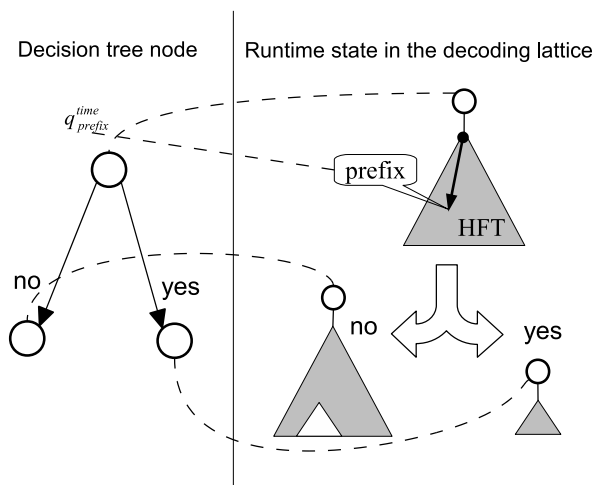 Decision tree node
Runtime state in the decoding lattice
q^{time}_{prefix}
prefix
HFT
no
yes
no
yes